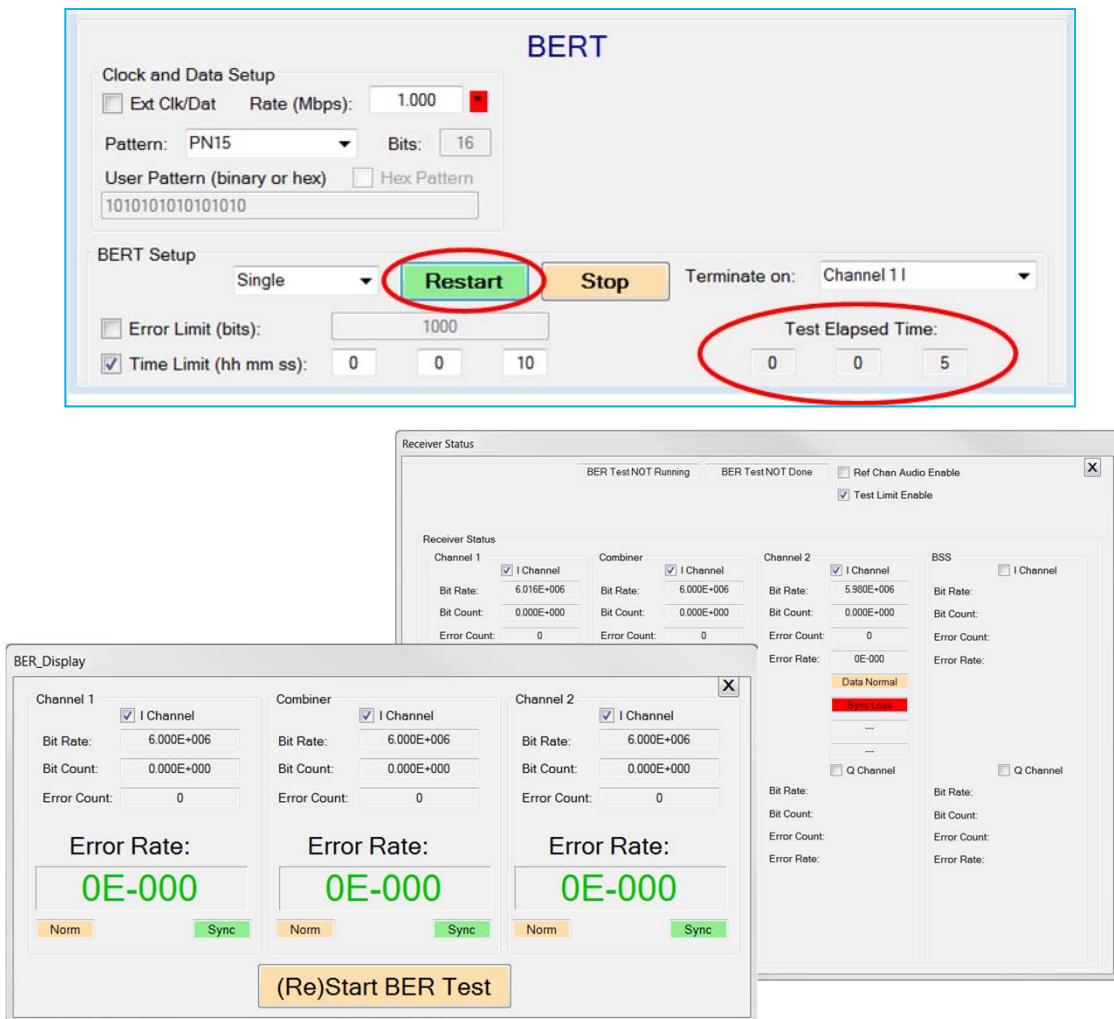 BERT
Clock and Data Setup
Ext Clk/Dat Rate (Mbps): 1.000 *
Pattern: PN15 Bits: 16
User Pattern (binary or hex) Hex Pattern
1010101010101010
BERT Setup
Single Restart Stop Terminate on: Channel 1 I
Error Limit (bits): 1000 Test Elapsed Time:
Time Limit (hh mm ss): 0 0 10 0 0 5
Receiver Status
BER Test NOT Running BER Test NOT Done Ref Chan Audio Enable X
Test Limit Enable
Receiver Status
Channel 1 Combiner Channel 2 BSS
I Channel I Channel I Channel I Channel
Bit Rate: 6.016E+006 Bit Rate: 6.000E+006 Bit Rate: 5.980E+006 Bit Rate:
Bit Count: 0.000E+000 Bit Count: 0.000E+000 Bit Count: 0.000E+000 Bit Count:
Error Count: 0 Error Count: 0 Error Count: 0 Error Count:
Error Rate: 0E-000 Error Rate:
Data Normal
Sync Loss
---
---
Q Channel Q Channel
Bit Rate: Bit Rate:
Bit Count: Bit Count:
Error Count: Error Count:
Error Rate: Error Rate:
BER_Display
X
Channel 1 Combiner Channel 2
I Channel I Channel I Channel
Bit Rate: 6.000E+006 Bit Rate: 6.000E+006 Bit Rate: 6.000E+006
Bit Count: 0.000E+000 Bit Count: 0.000E+000 Bit Count: 0.000E+000
Error Count: 0 Error Count: 0 Error Count: 0
Error Rate: Error Rate: Error Rate:
0E-000 0E-000 0E-000
Norm Sync Norm Sync Norm Sync
(Re)Start BER Test